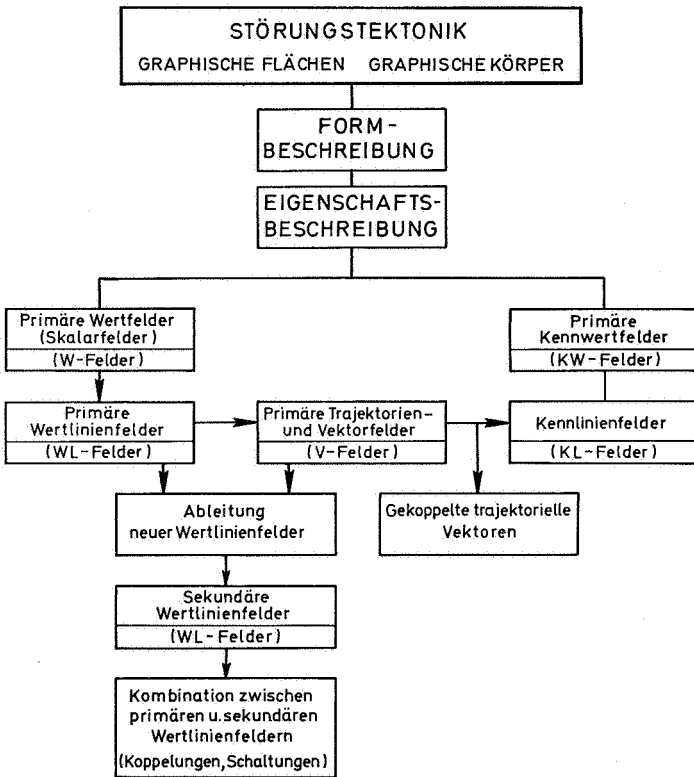 STÖRUNGSTEKTONIK
GRAPHISCHE FLÄCHEN GRAPHISCHE KÖRPER
FORM-
BESCHREIBUNG
EIGENSCHAFTS-
BESCHREIBUNG
Primäre Wertfelder
(Skalarfelder)
(W-Felder)
Primäre
Kennwertfelder
(KW-Felder)
Primäre
Wertlinienfelder
(WL-Felder)
Primäre Trajektorien-
und Vektorfelder
(V-Felder)
Kennlinienfelder
(KL-Felder)
Ableitung
neuer Wertlinienfelder
Gekoppelte trajektorielle
Vektoren
Sekundäre
Wertlinienfelder
(WL-Felder)
Kombination zwischen
primären u. sekundären
Wertlinienfeldern
(Koppelungen, Schaltungen)